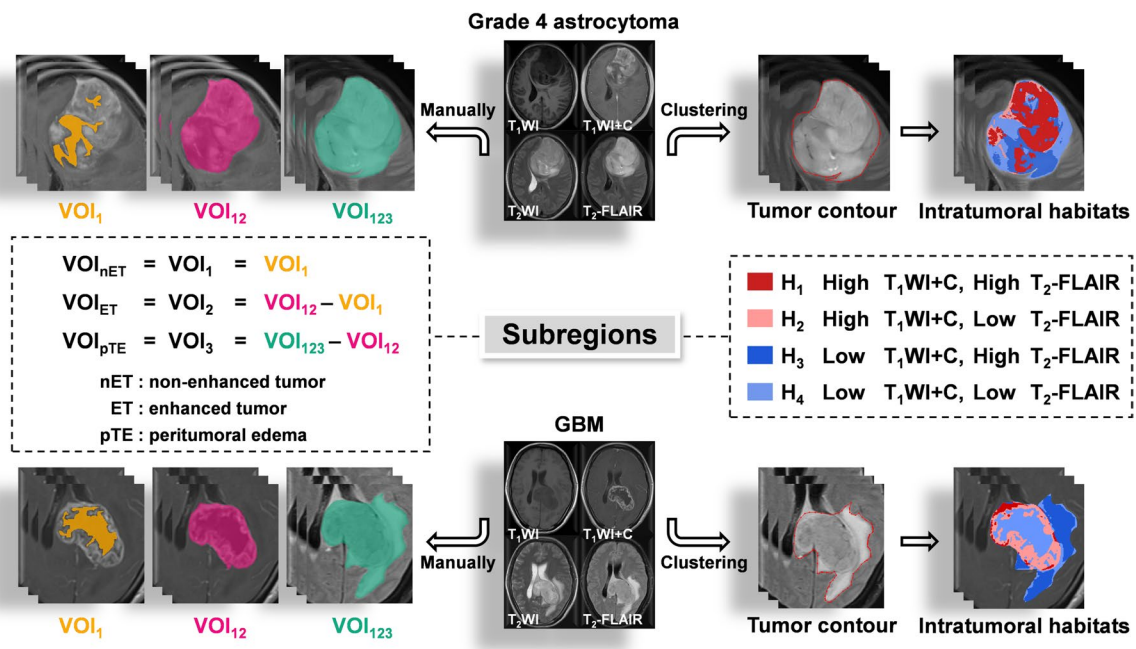 Grade 4 astrocytoma
Manually
Clustering
T₁WI
T₁WI+C
T₂WI
T₂-FLAIR
VOI₁
VOI₁₂
VOI₁₂₃
Tumor contour
Intratumoral habitats
VOIₙET = VOI₁ = VOI₁
VOI_ET = VOI₂ = VOI₁₂ – VOI₁
VOI_pTE = VOI₃ = VOI₁₂₃ – VOI₁₂
nET : non-enhanced tumor
ET : enhanced tumor
pTE : peritumoral edema
Subregions
H₁ High T₁WI+C, High T₂-FLAIR
H₂ High T₁WI+C, Low T₂-FLAIR
H₃ Low T₁WI+C, High T₂-FLAIR
H₄ Low T₁WI+C, Low T₂-FLAIR
GBM
T₁WI
T₁WI+C
Manually
Clustering
T₂WI
T₂-FLAIR
VOI₁
VOI₁₂
VOI₁₂₃
Tumor contour
Intratumoral habitats